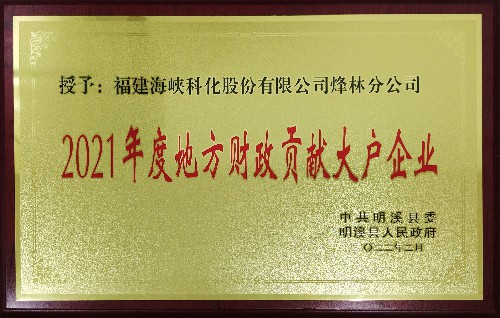 授予：福建海峡科化股份有限公司烽林分公司
2021年度地方财政贡献大户企业
中共明溪县委
明溪县人民政府
二〇二二年二月